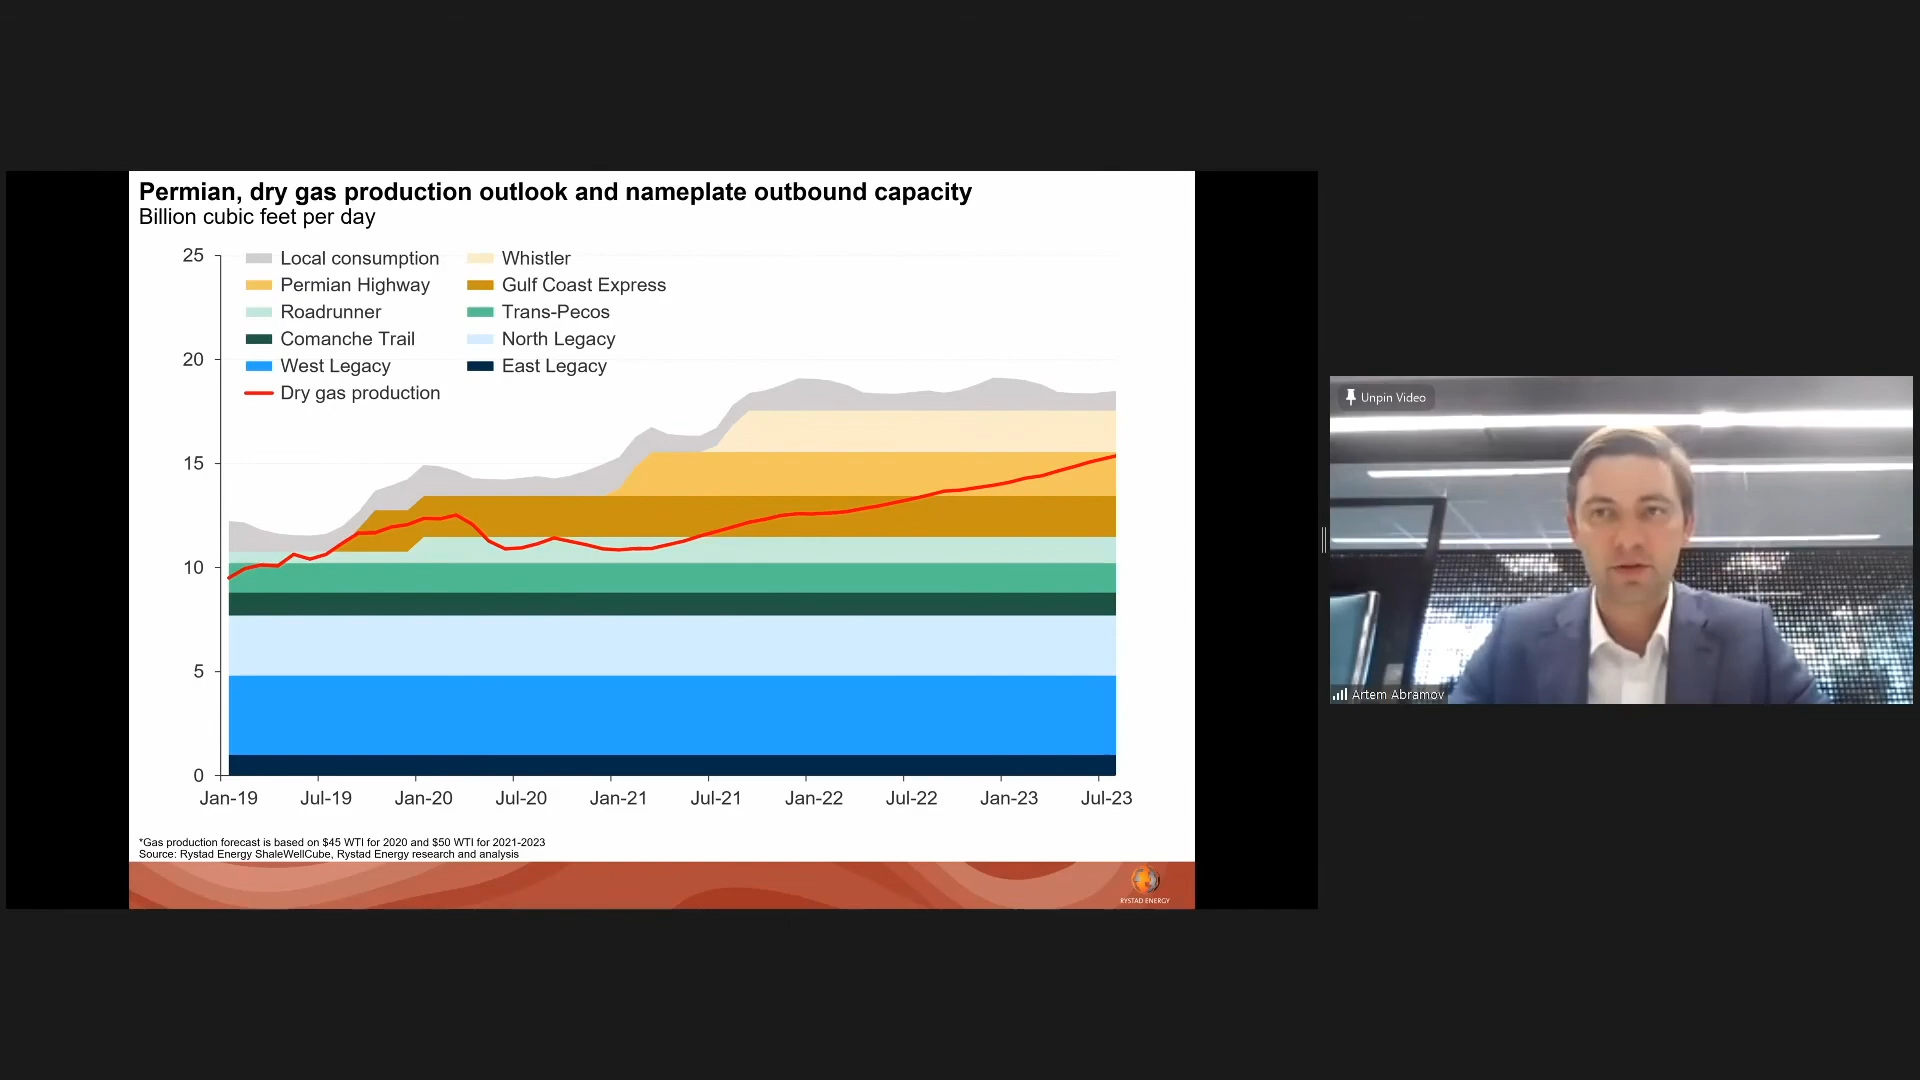 Permian, dry gas production outlook and nameplate outbound capacity
Billion cubic feet per day
25
20
15
10
5
0
Local consumption
Whistler
Permian Highway
Gulf Coast Express
Roadrunner
Trans-Pecos
Comanche Trail
North Legacy
West Legacy
East Legacy
Dry gas production
Jan-19 Jul-19 Jan-20 Jul-20 Jan-21 Jul-21 Jan-22 Jul-22 Jan-23 Jul-23
*Gas production forecast is based on $45 WTI for 2020 and $50 WTI for 2021-2023
Source: Rystad Energy ShaleWellCube, Rystad Energy research and analysis
RYSTAD ENERGY
Unpin Video
Artem Abramov